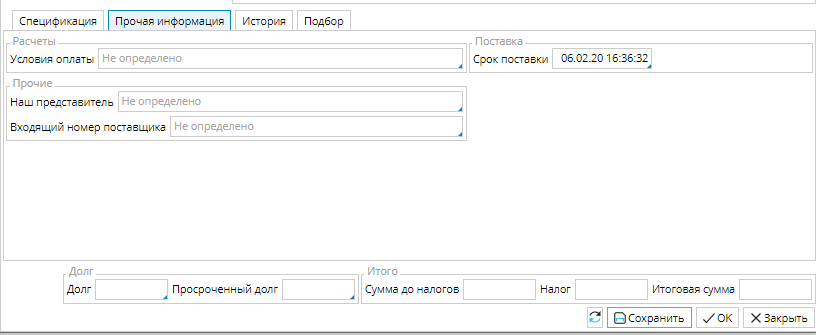 Спецификация Прочая информация История Подбор
Расчеты Поставка
Условия оплаты Не определено Срок поставки 06.02.20 16:36:32
Прочие
Наш представитель Не определено
Входящий номер поставщика Не определено
Долг Итого
Долг Просроченный долг Сумма до налогов Налог Итоговая сумма
Сохранить ОК Закрыть